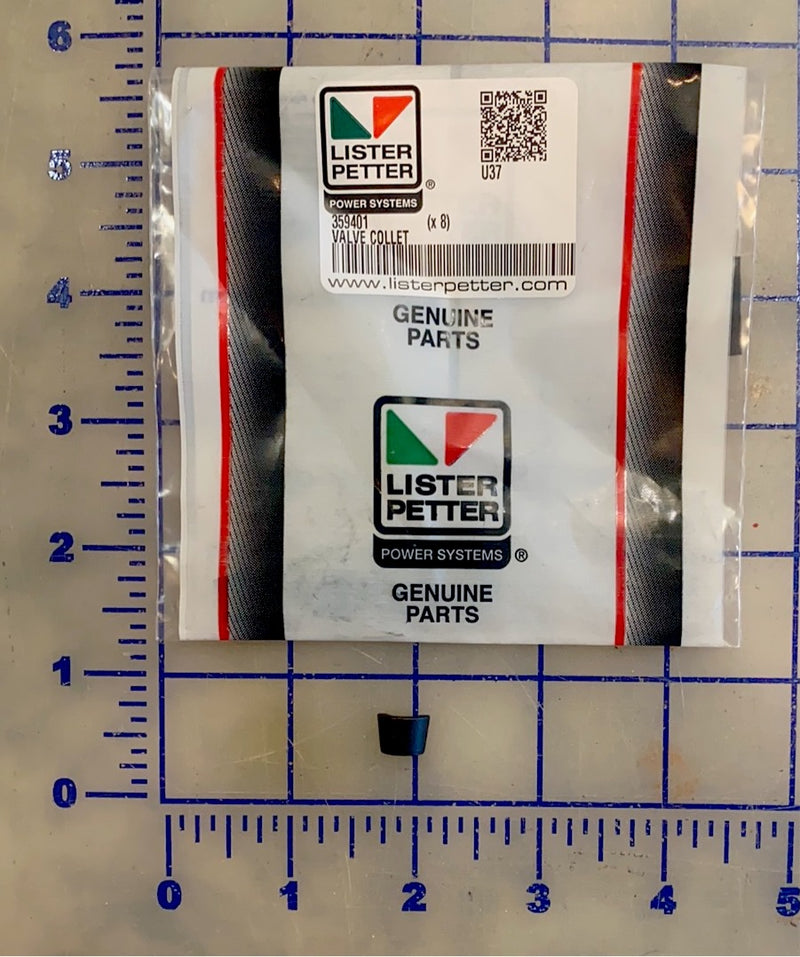 6
5
4
3
2
1
0
LISTER
PETTER
®
POWER SYSTEMS
U37
359401 (x 8)
VALVE COLLET
www.listerpetter.com
GENUINE
PARTS
LISTER
PETTER
POWER SYSTEMS ®
GENUINE
PARTS
0 1 2 3 4 5